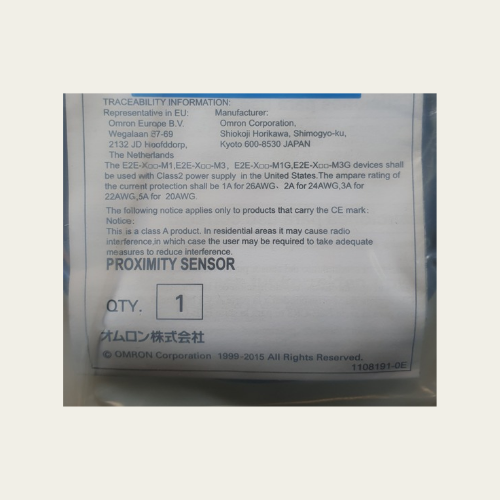 TRACEABILITY INFORMATION:
Representative in EU: Manufacturer:
Omron Europe B.V. Omron Corporation,
Wegalaan 67-69 Shiokoji Horikawa, Shimogyo-ku,
2132 JD Hoofddorp, Kyoto 600-8530 JAPAN
The Netherlands
The E2E-X□□-M1,E2E-X□□-M3, E2E-X□□-M1G,E2E-X□□-M3G devices shall
be used with Class2 power supply in the United States.The ampare rating of
the current protection shall be 1A for 26AWG, 2A for 24AWG,3A for
22AWG,5A for 20AWG.
The following notice applies only to products that carry the CE mark:
Notice:
This is a class A product. In residential areas it may cause radio
interference,in which case the user may be required to take adequate
measures to reduce interference.
PROXIMITY SENSOR
QTY. 1
オムロン株式会社
© OMRON Corporation 1999-2015 All Rights Reserved.
1108191-0E